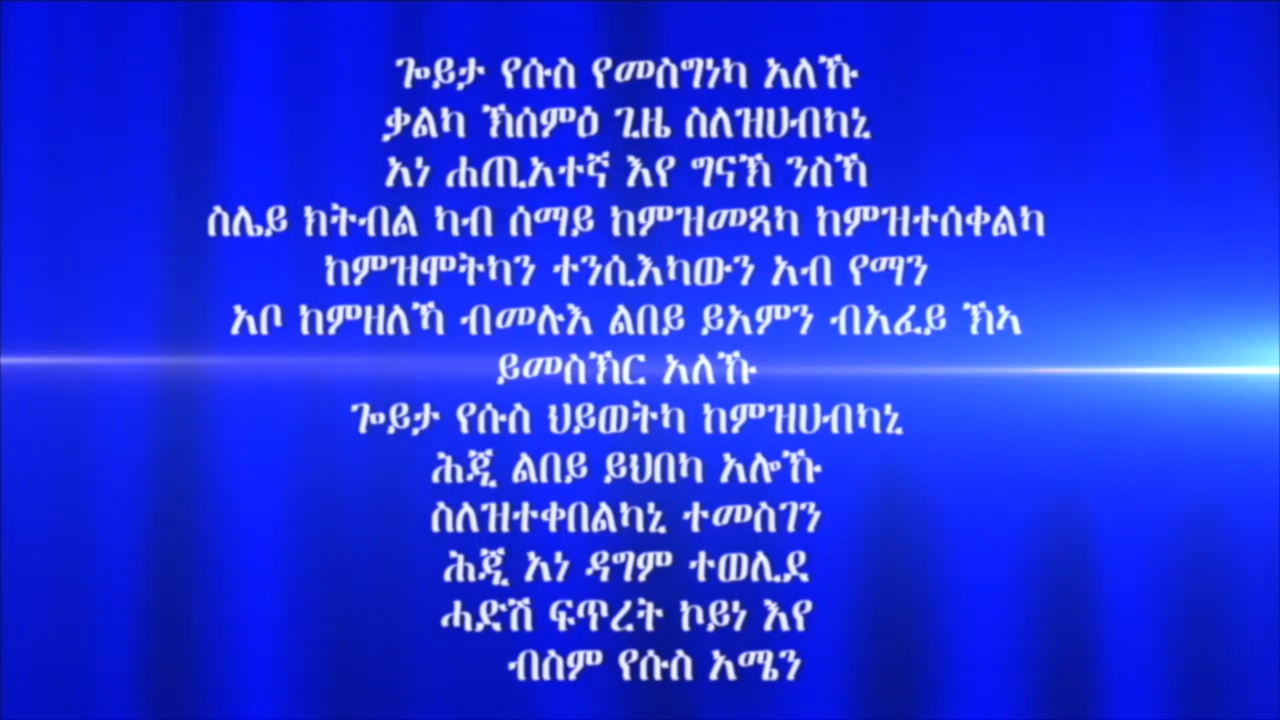 ጐይታ የሱስ የመስግነካ አለኹ
ቃልካ ኽሰምዕ ጊዜ ስለዝሀብካኒ
አነ ሐጢአተኛ እየ ግናኽ ንስኻ
ስሌይ ክትብል ካብ ሰማይ ከምዝመጻካ ከምዝተሰቀልካ
ከምዝሞትካን ተንሲእካውን አብ የማን
አቦ ከምዘለኻ ብመሉእ ልበይ ይአምን ብአፈይ ኽኣ
ይመስኽር አለኹ
ጐይታ የሱስ ህይወትካ ከምዝሀብካኒ
ሕጂ ልበይ ይህበካ አሎኹ
ስለዝተቀበልካኒ ተመስገን
ሕጂ አነ ዳግም ተወሊደ
ሓድሽ ፍጥረት ኮይነ እየ
ብስም የሱስ አሜን